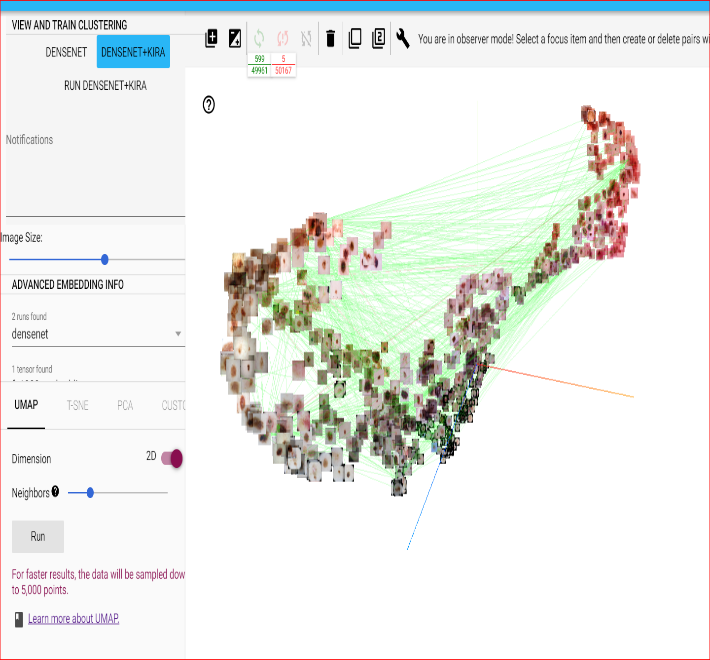 VIEW AND TRAIN CLUSTERING
DENSENET
DENSENET+KIRA
RUN DENSENET+KIRA
Notifications
Image Size:
ADVANCED EMBEDDING INFO
2 runs found
densenet
1 tensor found
UMAP
T-SNE
PCA
CUSTO
Dimension
2D
Neighbors ?
Run
For faster results, the data will be sampled dow
to 5,000 points.
Learn more about UMAP.
2
599
49961
5
50167
You are in observer mode! Select a focus item and then create or delete pairs wi
?